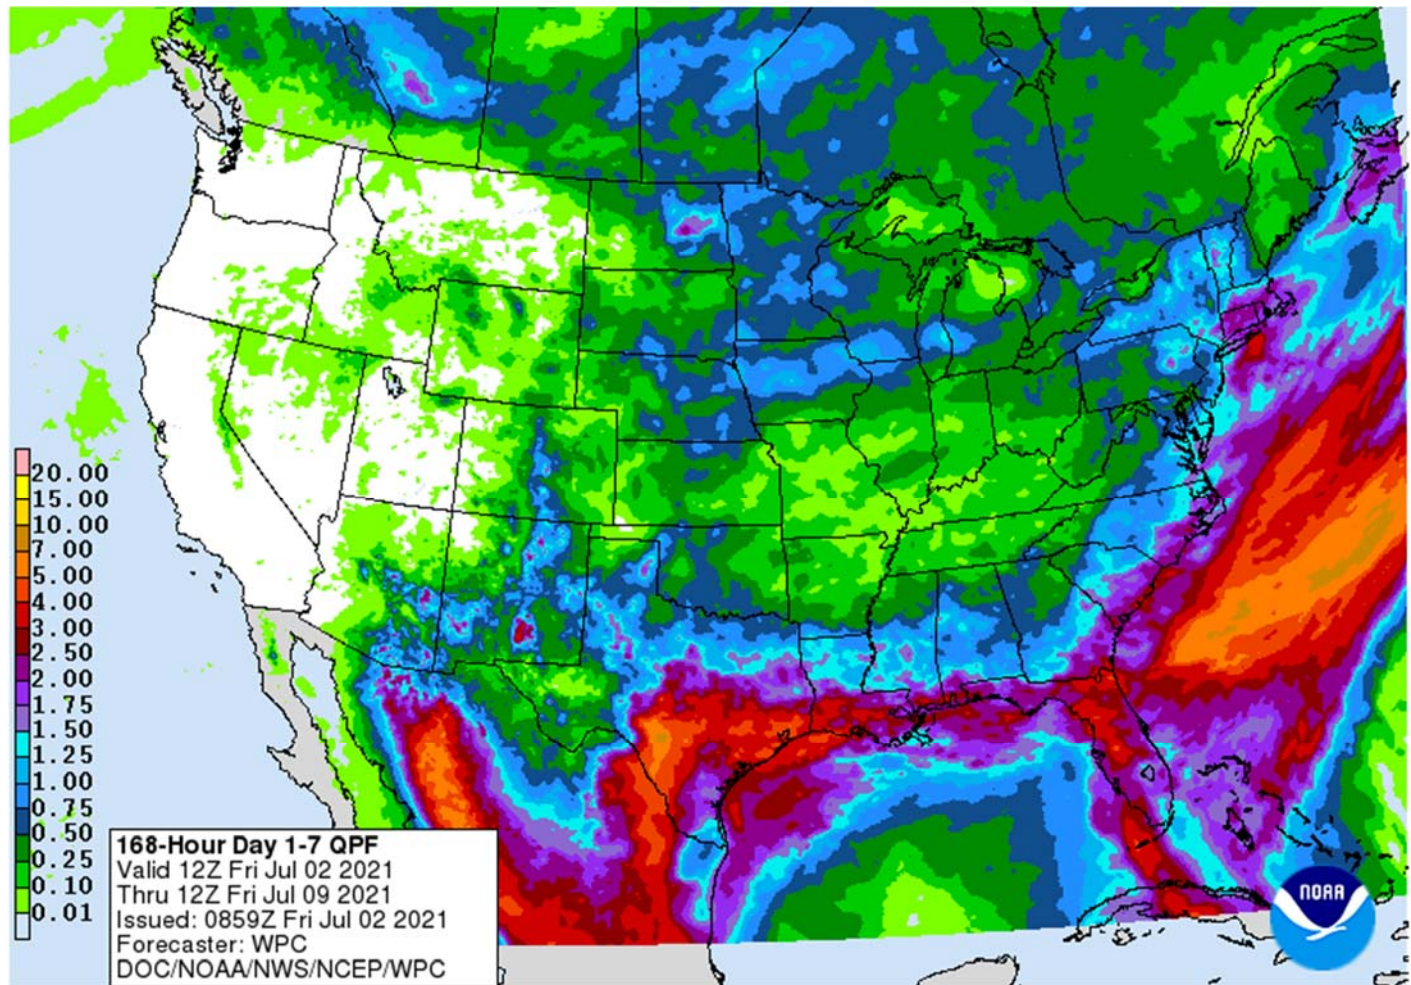 20.00
15.00
10.00
7.00
5.00
4.00
3.00
2.50
2.00
1.75
1.50
1.25
1.00
0.75
0.50
0.25
0.10
0.01
168-Hour Day 1-7 QPF
Valid 12Z Fri Jul 02 2021
Thru 12Z Fri Jul 09 2021
Issued: 0859Z Fri Jul 02 2021
Forecaster: WPC
DOC/NOAA/NWS/NCEP/WPC
NOAA